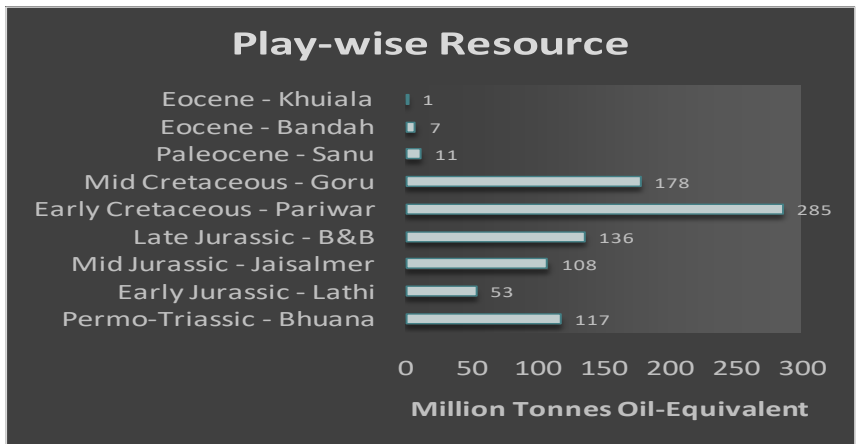 Play-wise Resource
Eocene - Khuiala 1
Eocene - Bandah 7
Paleocene - Sanu 11
Mid Cretaceous - Goru 178
Early Cretaceous - Pariwar 285
Late Jurassic - B&B 136
Mid Jurassic - Jaisalmer 108
Early Jurassic - Lathi 53
Permo-Triassic - Bhuana 117
0 50 100 150 200 250 300
Million Tonnes Oil-Equivalent